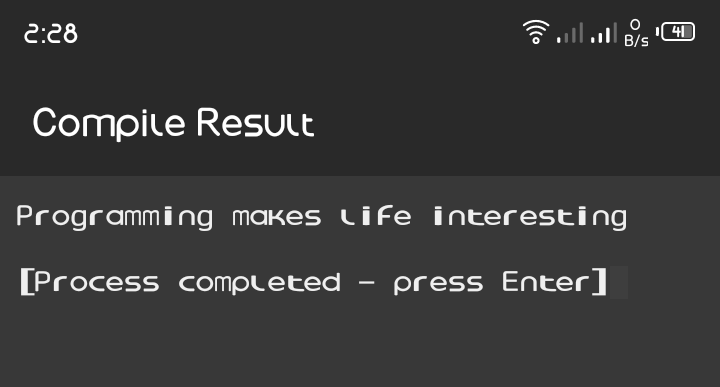 2:28
0
B/s
41
Compile Result
Programming makes life interesting
[Process completed - press Enter]